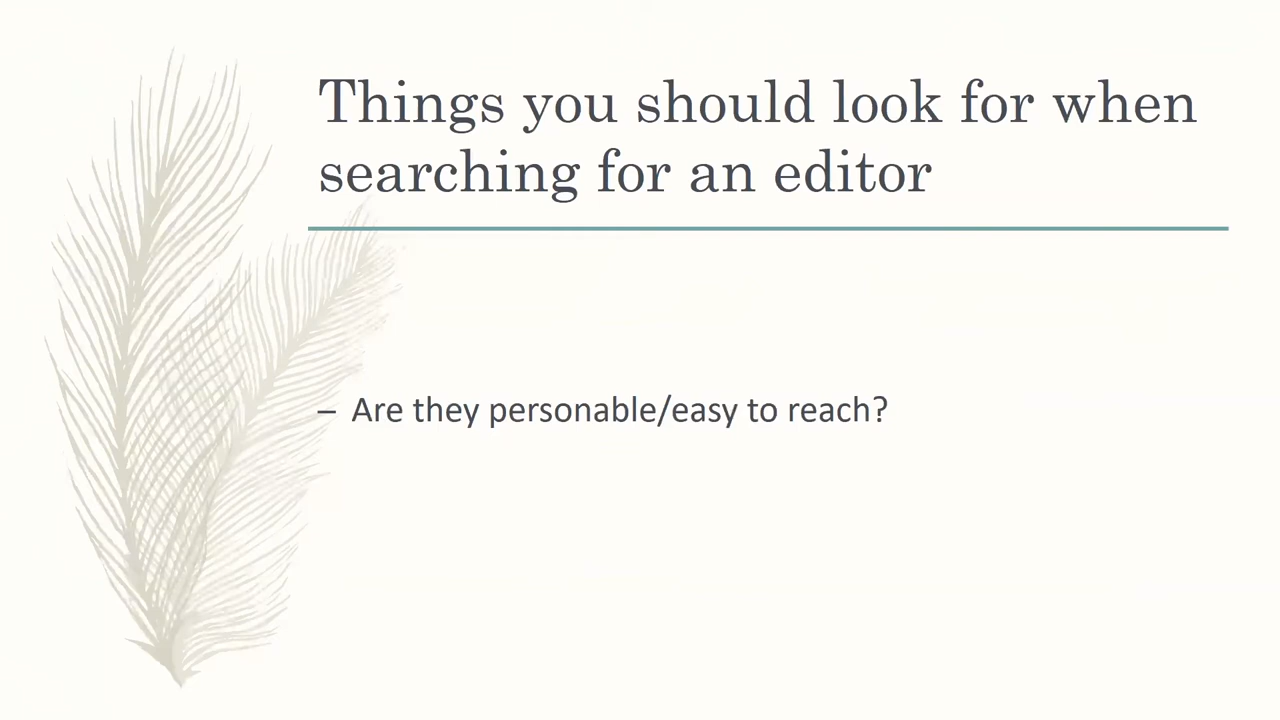 Things you should look for when
searching for an editor
– Are they personable/easy to reach?